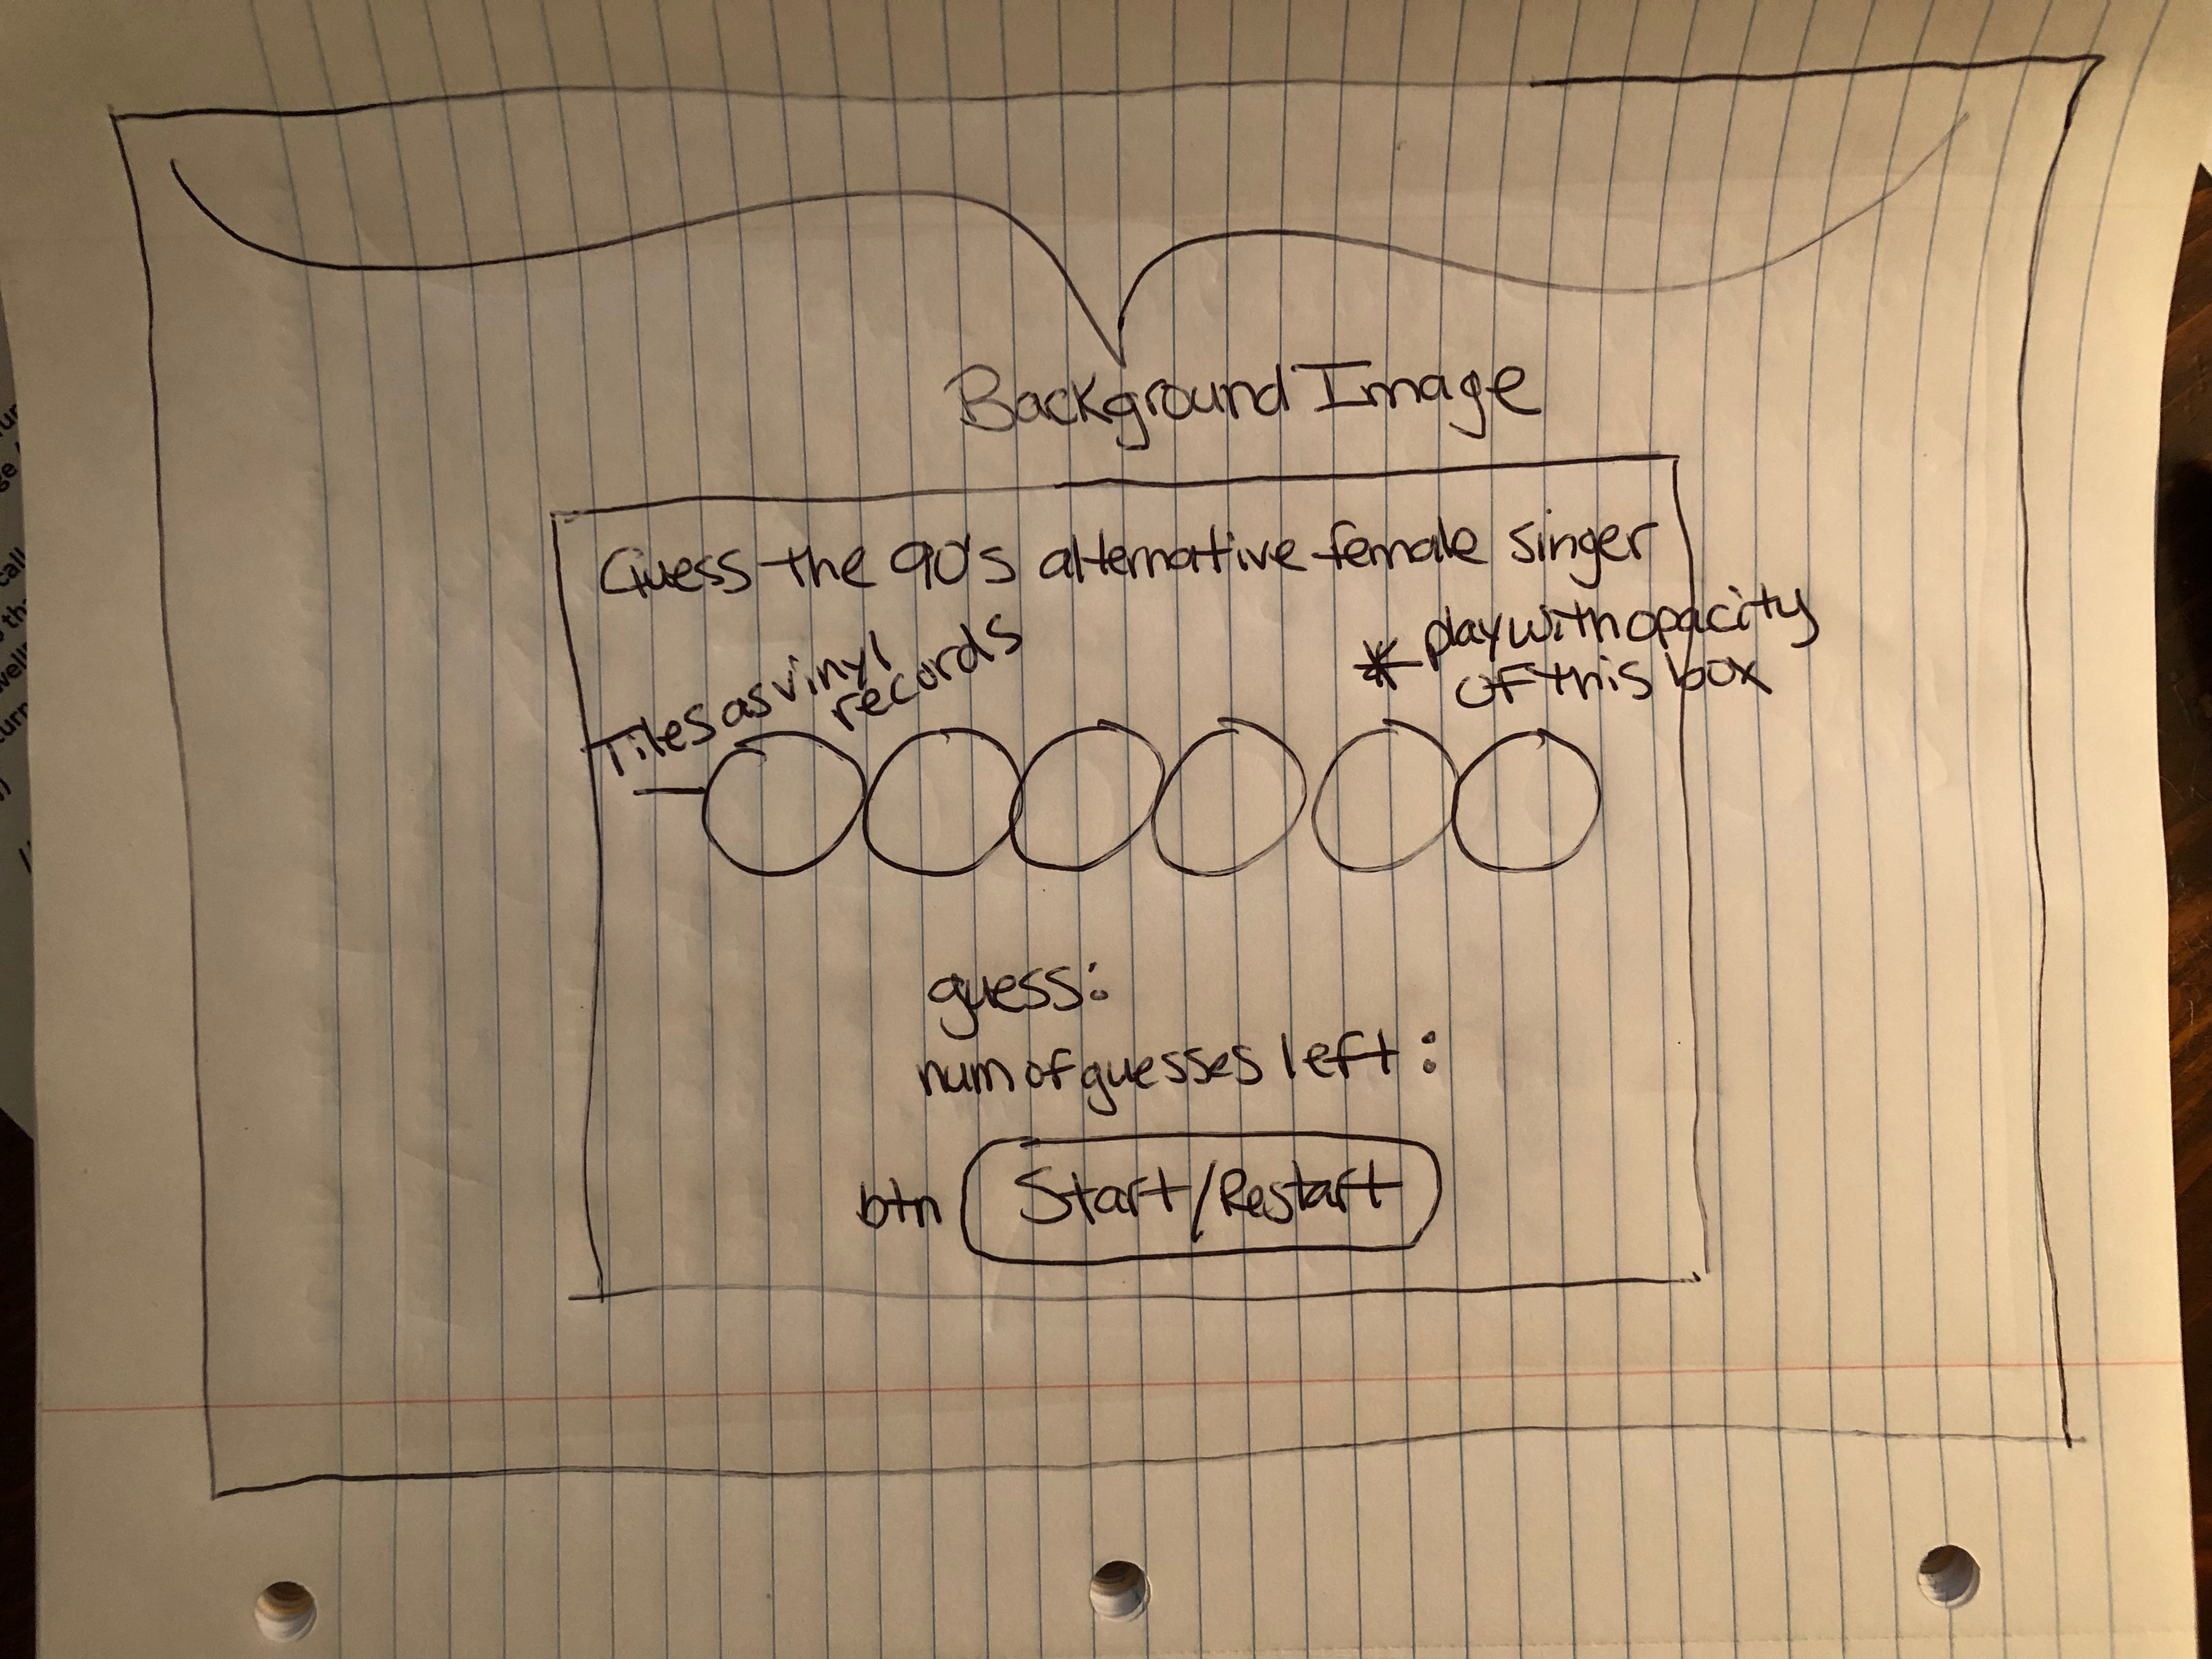 Background Image
Guess the 90's alternative female singer
* play with opacity
of this box
Tiles as vinyl
records
guess:
num of guesses left:
btn Start/Restart